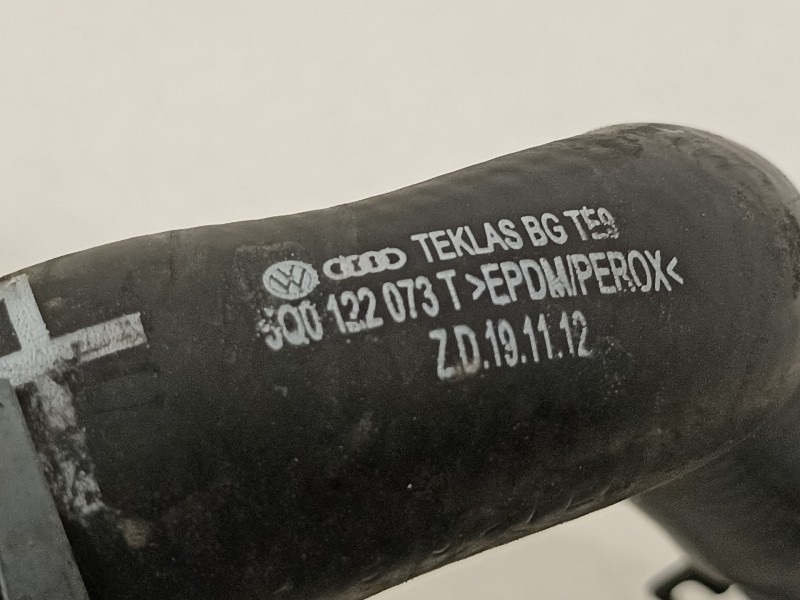 TEKLAS BG TE9
5Q0 122 073 T >EPDM/PEROX<
Z.D.19.11.12